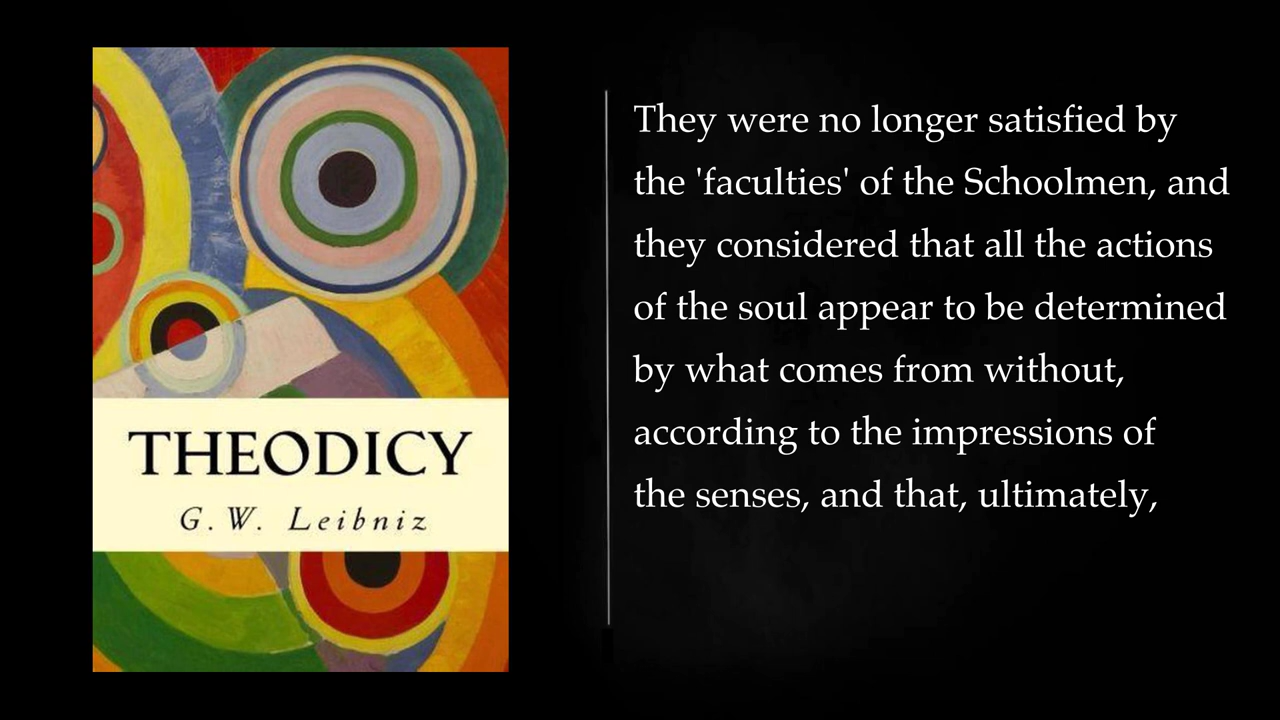 THEODICY
G. W. Leibniz
They were no longer satisfied by
the 'faculties' of the Schoolmen, and
they considered that all the actions
of the soul appear to be determined
by what comes from without,
according to the impressions of
the senses, and that, ultimately,